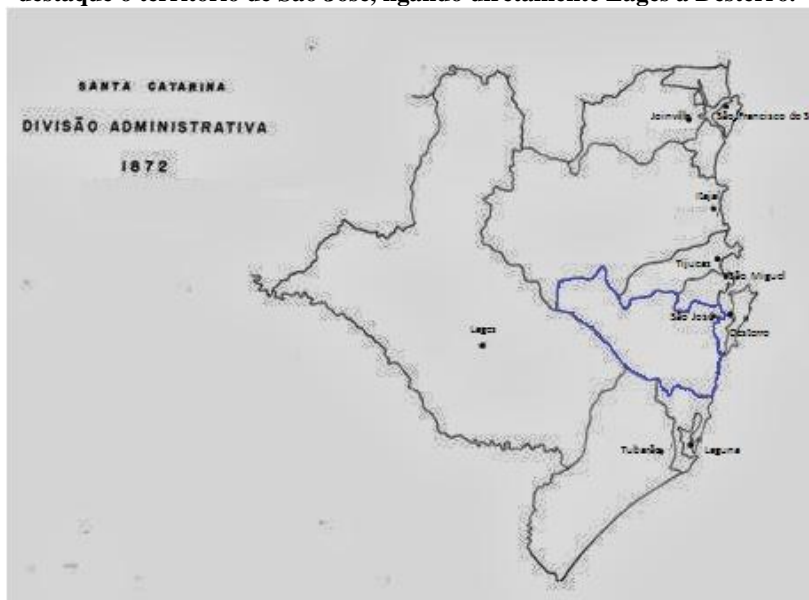 destaque o território de São José, ligando diretamente Lages a Desterro.
SANTA CATARINA
DIVISÃO ADMINISTRATIVA
1872
Joinville
São Francisco do S
Itajaí
Tijucas
São Miguel
São José
Desterro
Lages
Tubarão
Laguna